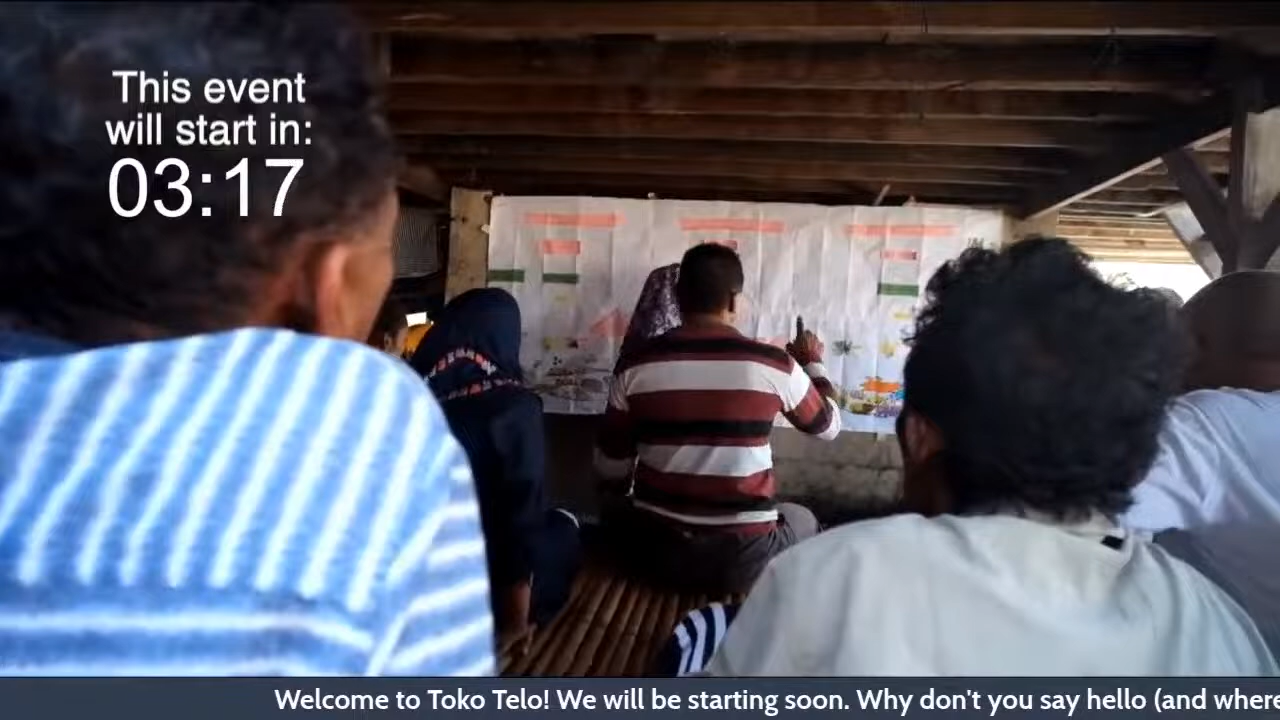 This event
will start in:
03:17
Welcome to Toko Telo! We will be starting soon. Why don't you say hello (and where